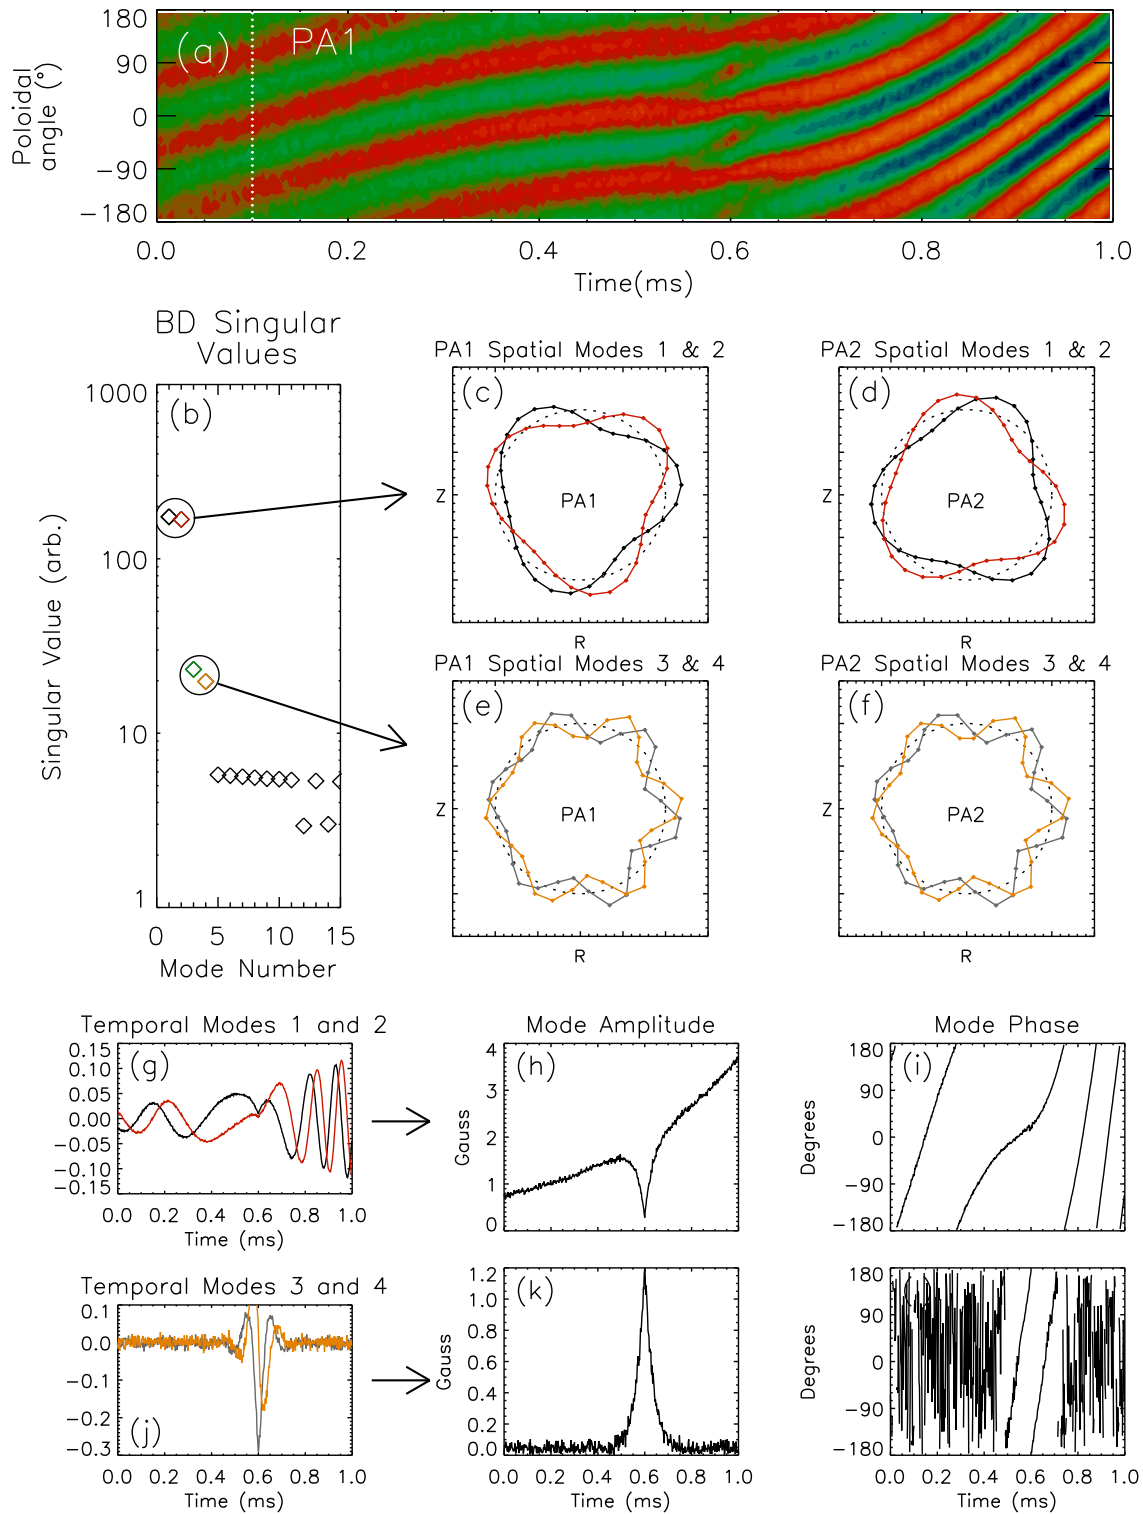 180
90
0
−90
−180
Poloidal
angle (°)
(a)
PA1
0.0
0.2
0.4
0.6
0.8
1.0
Time(ms)
BD Singular
Values
(b)
1000
100
10
1
Singular Value (arb.)
0
5
10
15
Mode Number
PA1 Spatial Modes 1 & 2
(c)
Z
PA1
R
PA2 Spatial Modes 1 & 2
(d)
Z
PA2
R
PA1 Spatial Modes 3 & 4
(e)
Z
PA1
R
PA2 Spatial Modes 3 & 4
(f)
Z
PA2
R
Temporal Modes 1 and 2
(g)
0.15
0.10
0.05
0.00
−0.05
−0.10
−0.15
0.0 0.2 0.4 0.6 0.8 1.0
Time (ms)
Mode Amplitude
(h)
4
3
2
1
0
Gauss
Mode Phase
(i)
180
90
0
−90
−180
Degrees
Temporal Modes 3 and 4
(j)
0.1
0.0
−0.1
−0.2
−0.3
0.0 0.2 0.4 0.6 0.8 1.0
Time (ms)
(k)
1.2
1.0
0.8
0.6
0.4
0.2
0.0
Gauss
0.0 0.2 0.4 0.6 0.8 1.0
Time (ms)
180
90
0
−90
−180
Degrees
0.0 0.2 0.4 0.6 0.8 1.0
Time (ms)